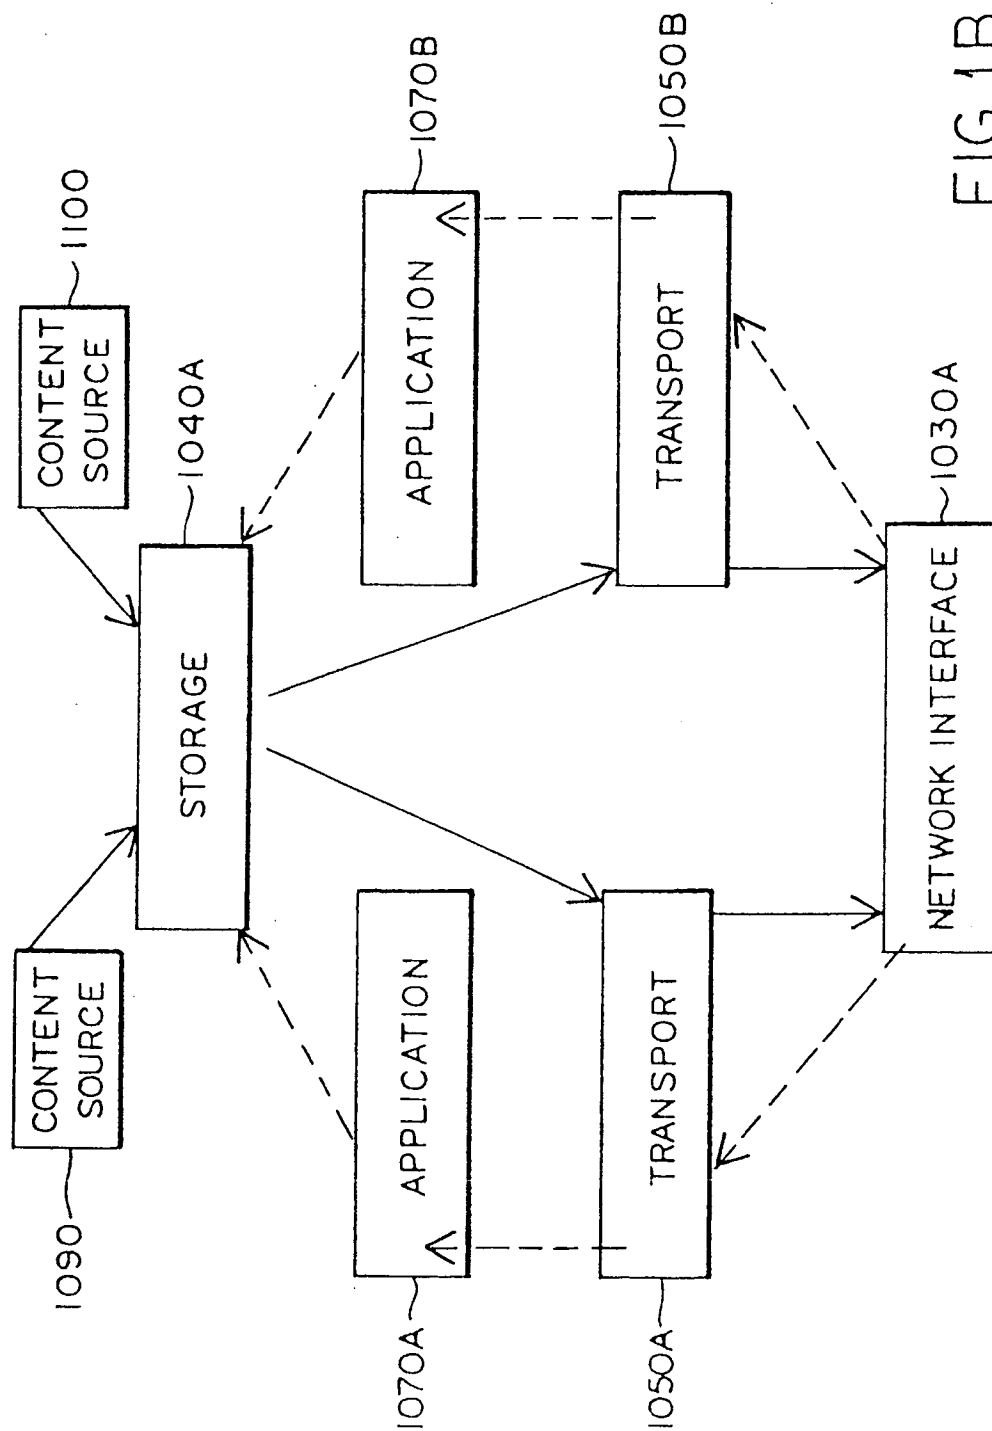 CONTENT
SOURCE
1090
CONTENT
SOURCE
1100
STORAGE
1040A
APPLICATION
1070A
APPLICATION
1070B
TRANSPORT
1050A
TRANSPORT
1050B
NETWORK INTERFACE
1030A
FIG. 1B